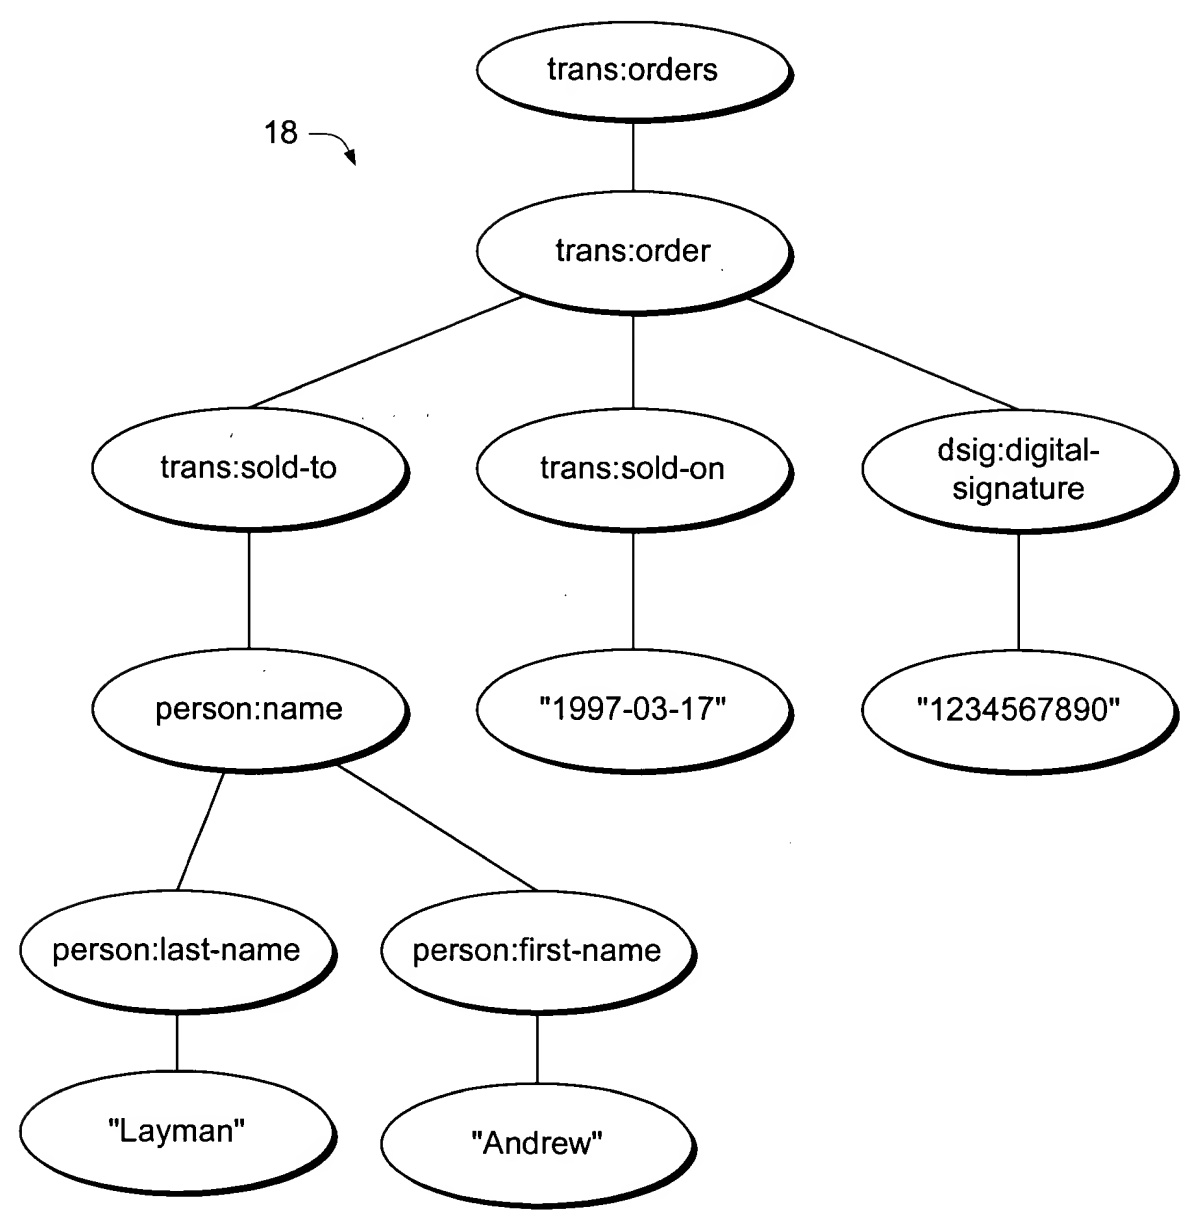 trans:orders
18
trans:order
trans:sold-to
trans:sold-on
dsig:digital-
signature
person:name
"1997-03-17"
"1234567890"
person:last-name
person:first-name
"Layman"
"Andrew"